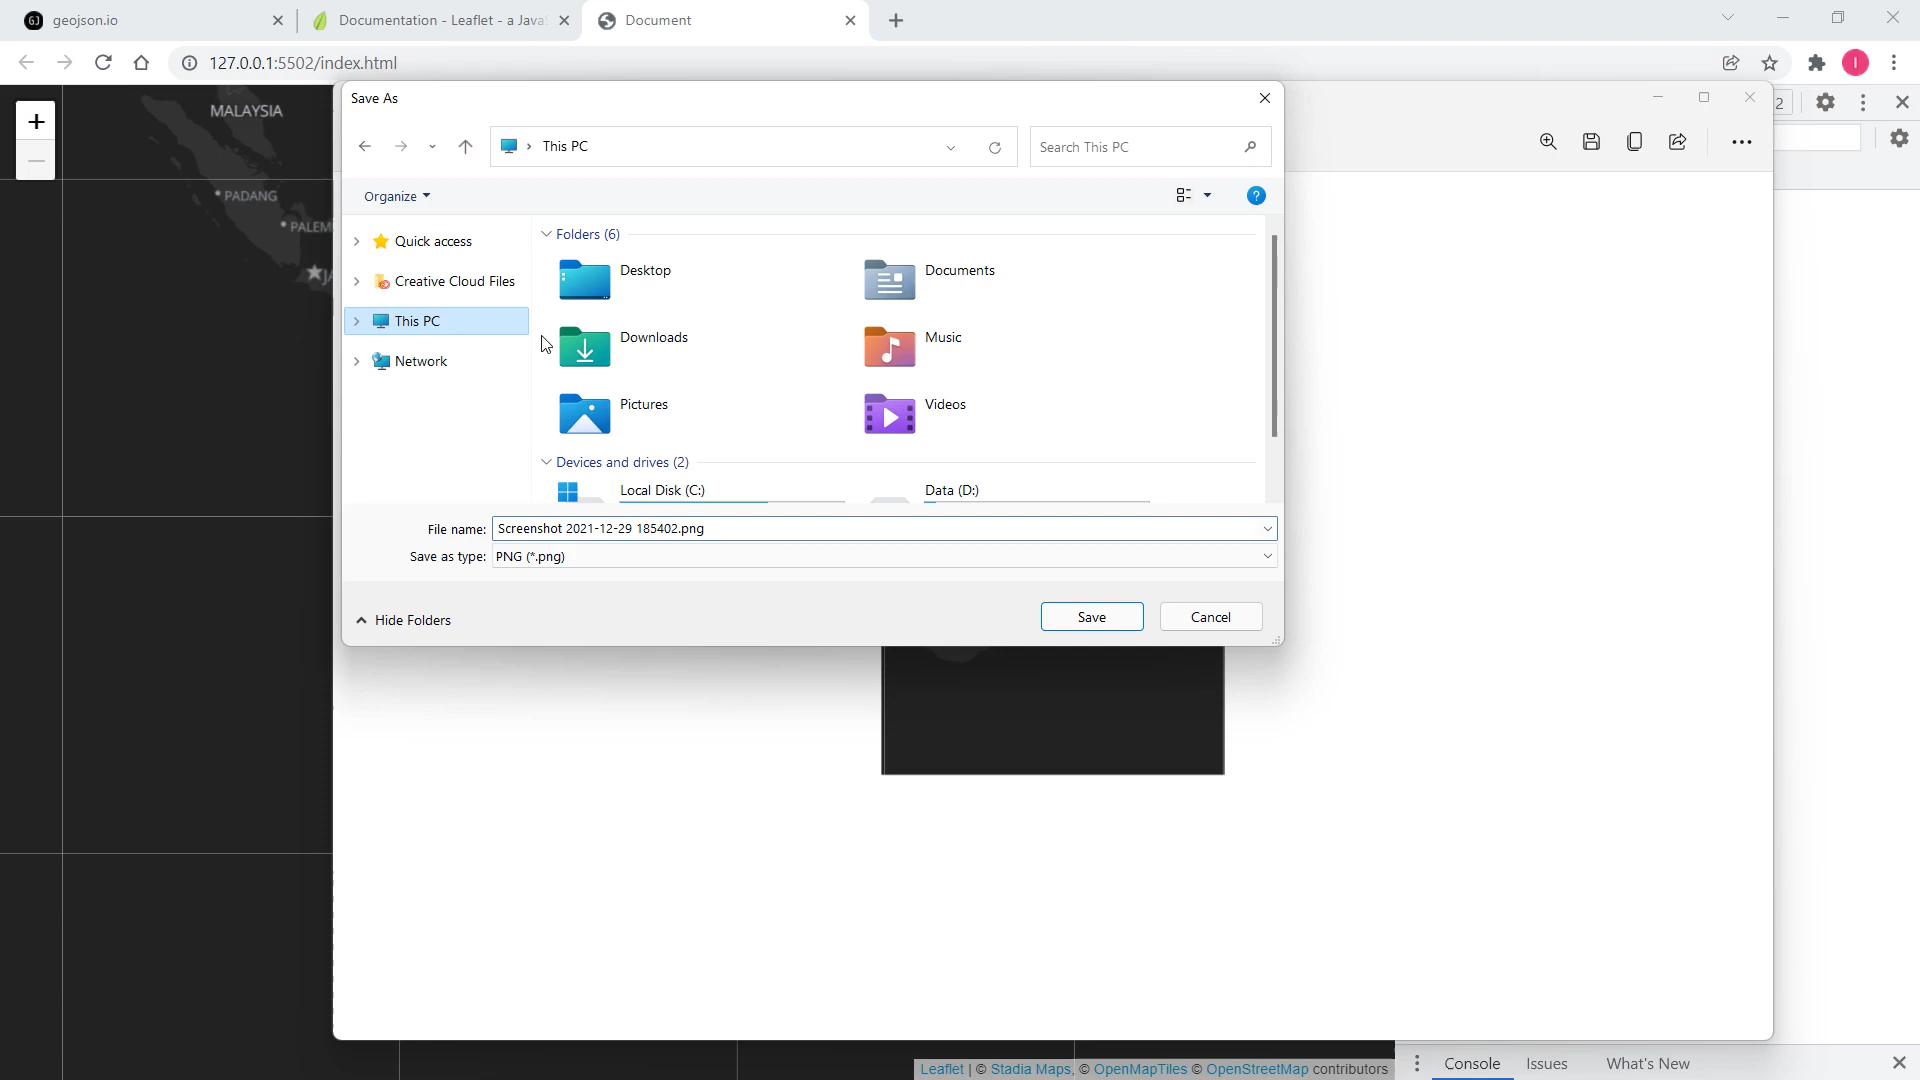 geojson.io
Documentation - Leaflet - a Java
Document
127.0.0.1:5502/index.html
MALAYSIA
PADANG
PALEM
JA
Save As
This PC
Search This PC
Organize
Quick access
Creative Cloud Files
This PC
Network
Folders (6)
Desktop
Documents
Downloads
Music
Pictures
Videos
Devices and drives (2)
Local Disk (C:)
Data (D:)
File name: Screenshot 2021-12-29 185402.png
Save as type: PNG (*.png)
Hide Folders
Save
Cancel
2
Leaflet | © Stadia Maps, © OpenMapTiles © OpenStreetMap contributors
Console
Issues
What's New